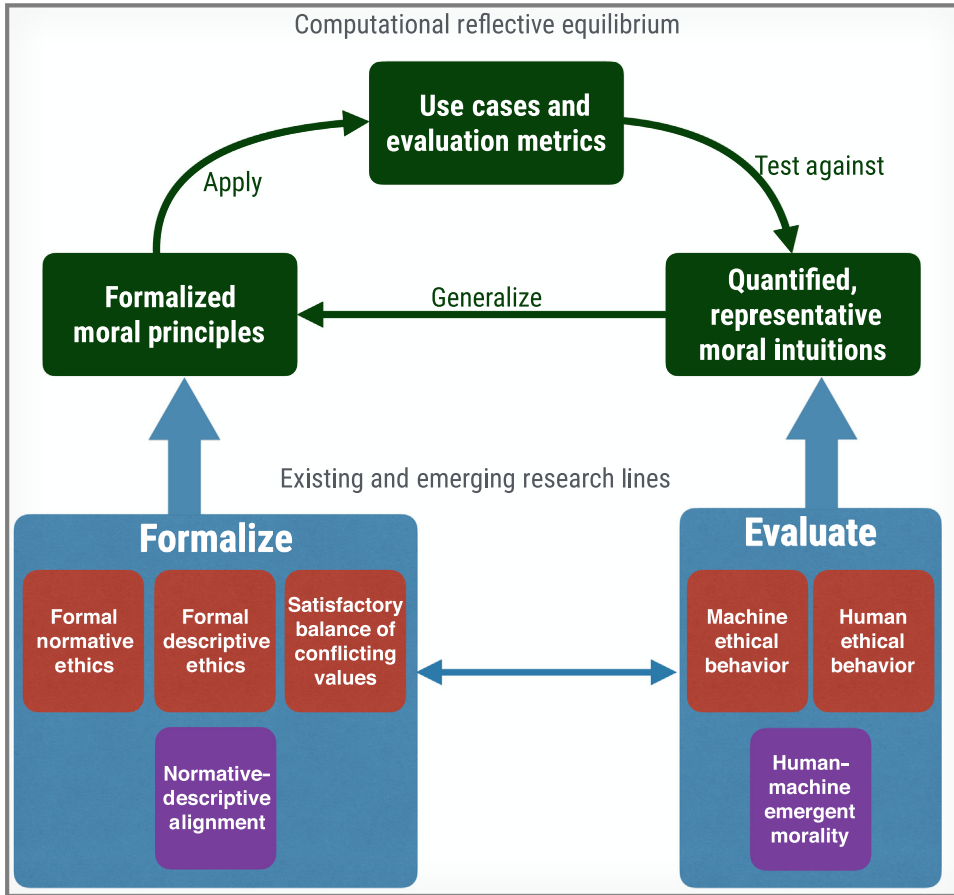 Computational reflective equilibrium
Use cases and
evaluation metrics
Apply
Test against
Formalized
moral principles
Generalize
Quantified,
representative
moral intuitions
Existing and emerging research lines
Formalize
Formal
normative
ethics
Formal
descriptive
ethics
Satisfactory
balance of
conflicting
values
Normative-
descriptive
alignment
Evaluate
Machine
ethical
behavior
Human
ethical
behavior
Human–
machine
emergent
morality